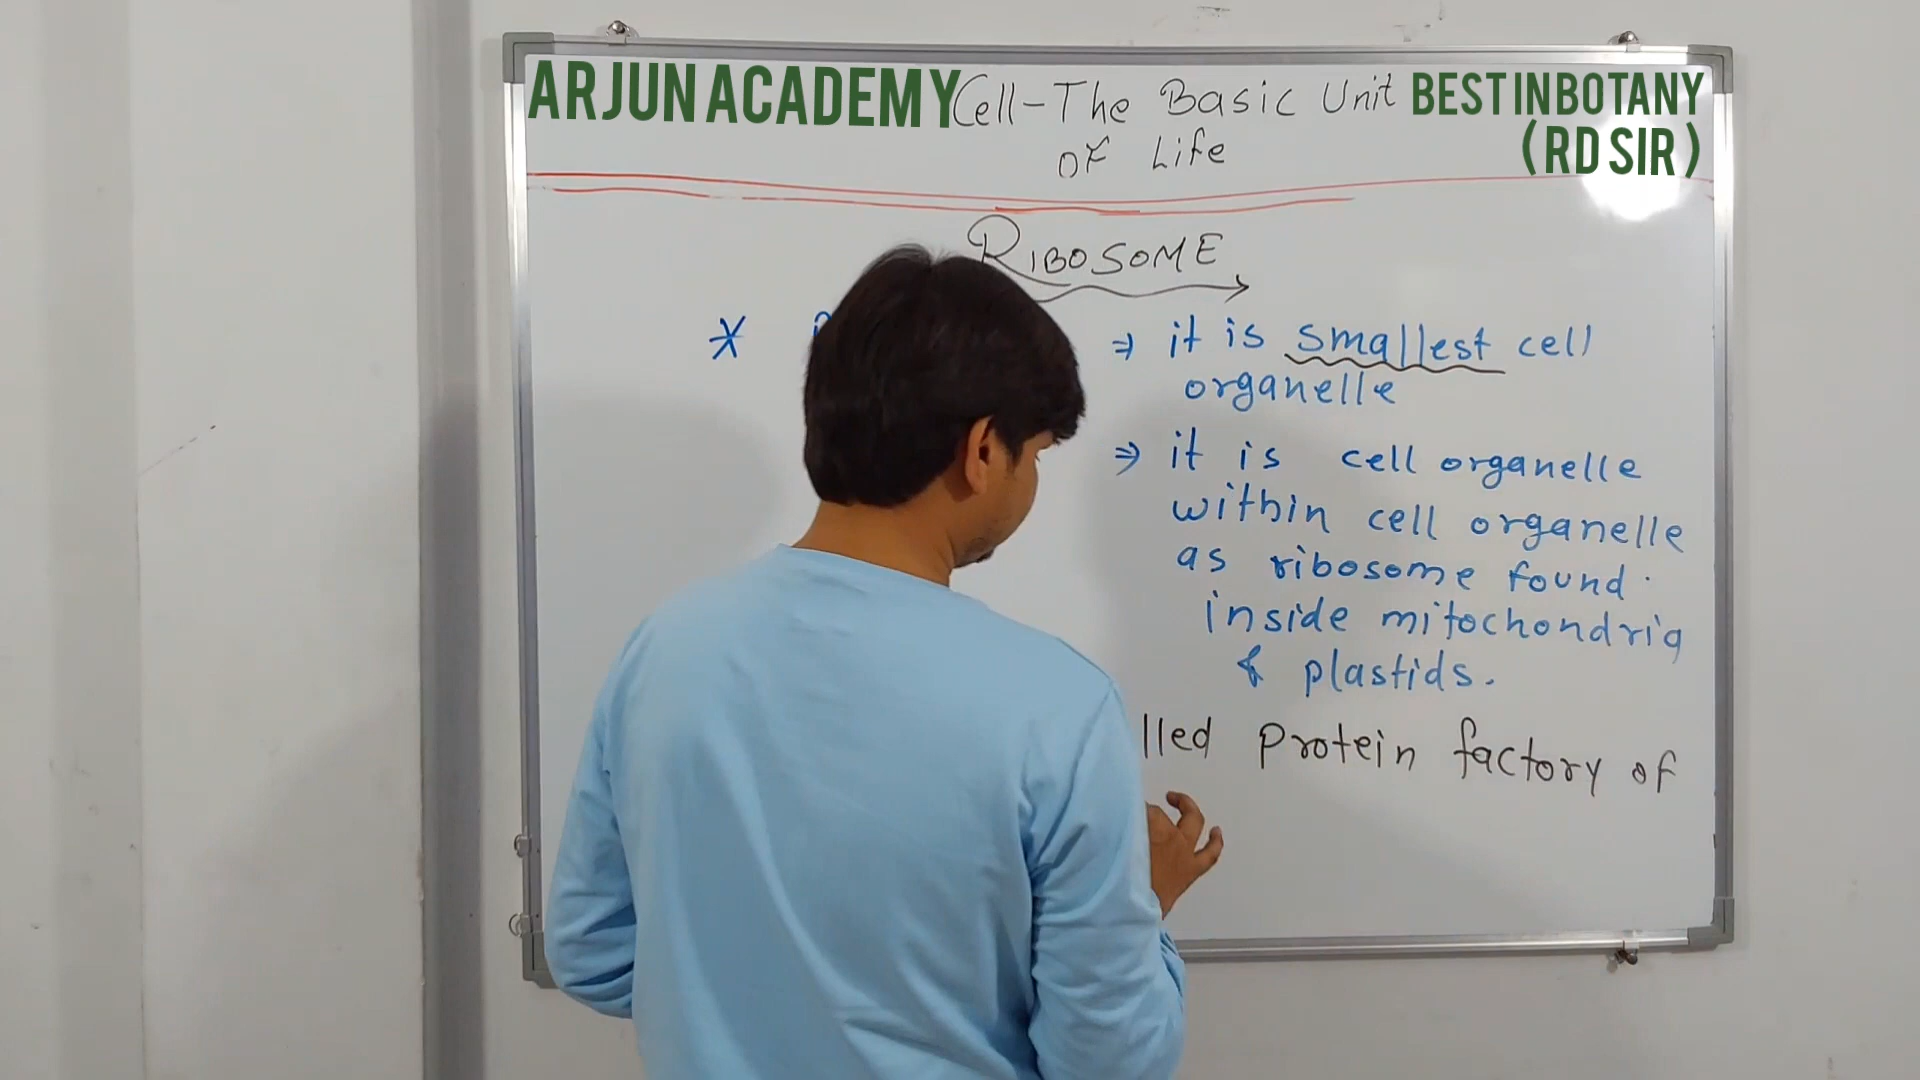 ARJUN ACADEMY Cell-The Basic Unit BEST IN BOTANY
of Life (RD SIR)
RIBOSOME
* ⇒ it is smallest cell
organelle
⇒ it is cell organelle
within cell organelle
as ribosome found
inside mitochondria
& plastids.
lled Protein factory of